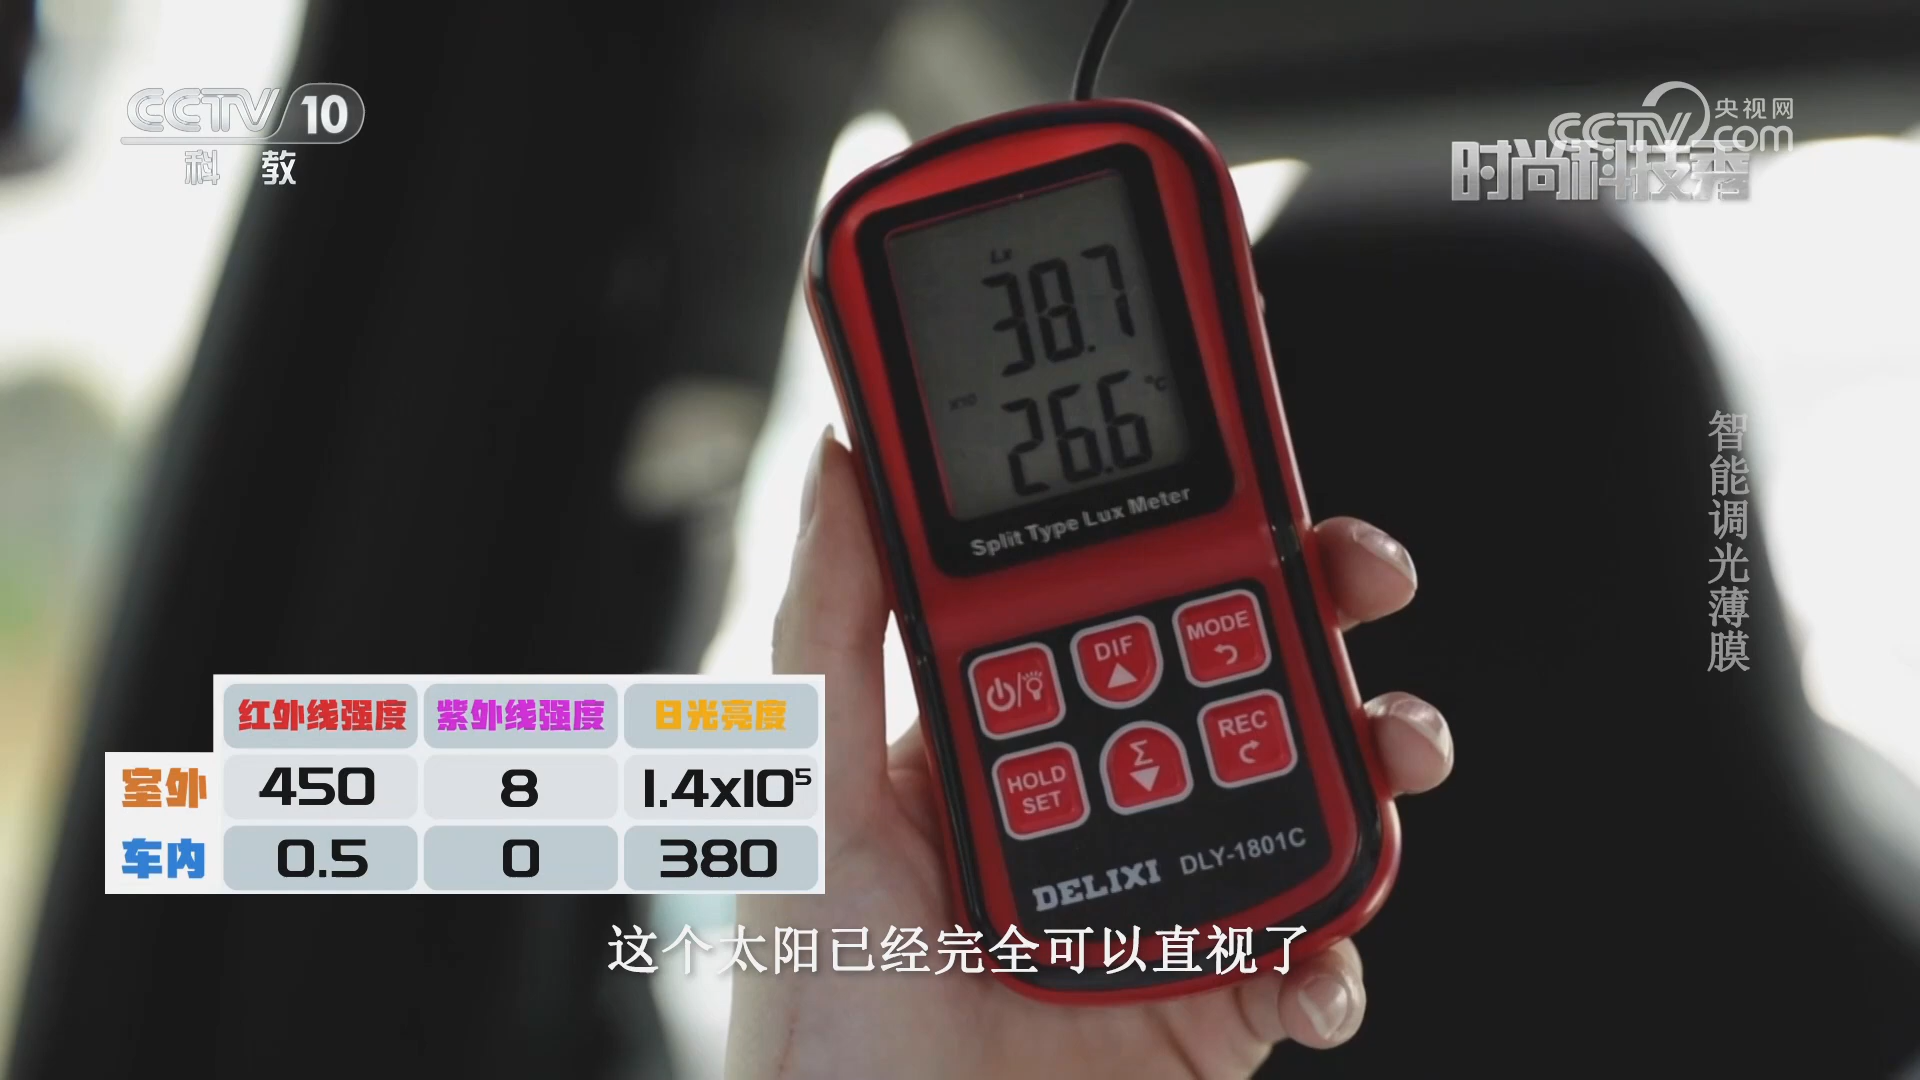 CCTV 10
科 教
CCTV 央视网
com
时尚科技秀
Lx
38.7
x10
26.6 °C
Split Type Lux Meter
DIF
MODE
HOLD
SET
Σ
REC
DELIXI DLY-1801C
智能调光薄膜
红外线强度 紫外线强度 日光亮度
室外 450 8 1.4x10⁵
车内 0.5 0 380
这个太阳已经完全可以直视了